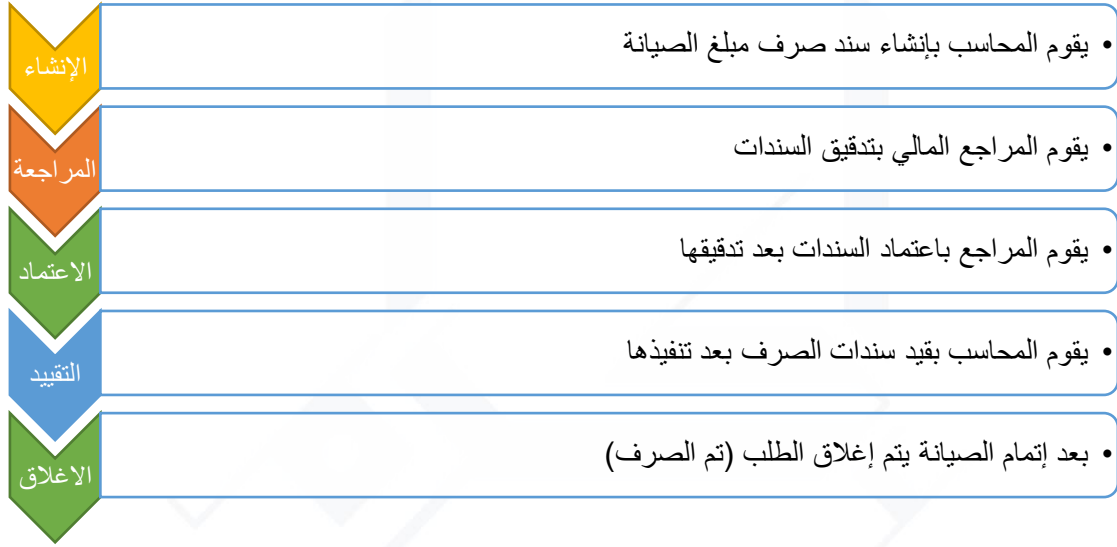 الإنشاء
• يقوم المحاسب بإنشاء سند صرف مبلغ الصيانة
المراجعة
• يقوم المراجع المالي بتدقيق السندات
الاعتماد
• يقوم المراجع باعتماد السندات بعد تدقيقها
التقييد
• يقوم المحاسب بقيد سندات الصرف بعد تنفيذها
الاغلاق
• بعد إتمام الصيانة يتم إغلاق الطلب (تم الصرف)